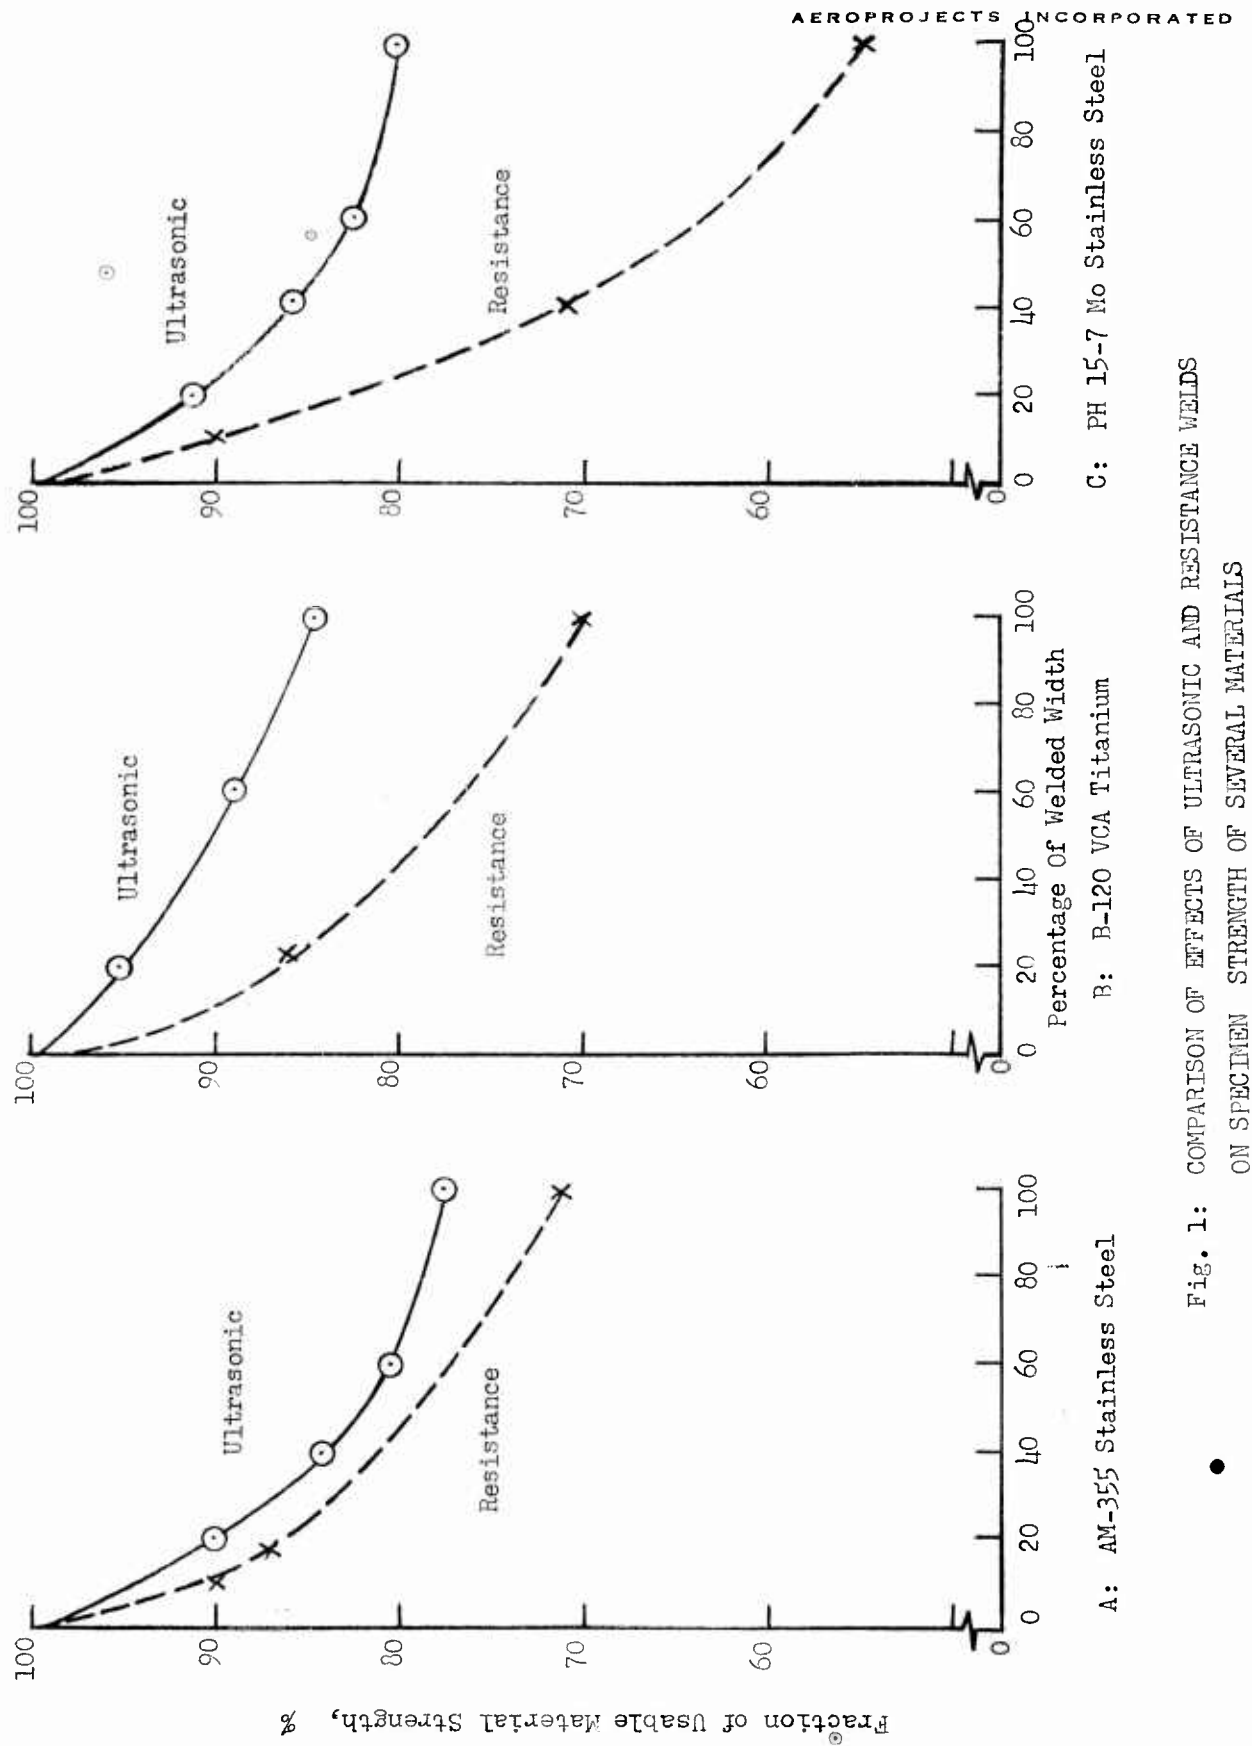 AEROPROJECTS INCORPORATED
Fraction of Usable Material Strength, %
100
90
80
70
60
0
Ultrasonic
Resistance
0 20 40 60 80 100
A: AM-355 Stainless Steel
100
90
80
70
60
0
Ultrasonic
Resistance
0 20 40 60 80 100
Percentage Of Welded Width
B: B-120 VCA Titanium
100
90
80
70
60
0
Ultrasonic
Resistance
0 20 40 60 80 100
C: PH 15-7 Mo Stainless Steel
Fig. 1: COMPARISON OF EFFECTS OF ULTRASONIC AND RESISTANCE WELDS
ON SPECIMEN STRENGTH OF SEVERAL MATERIALS